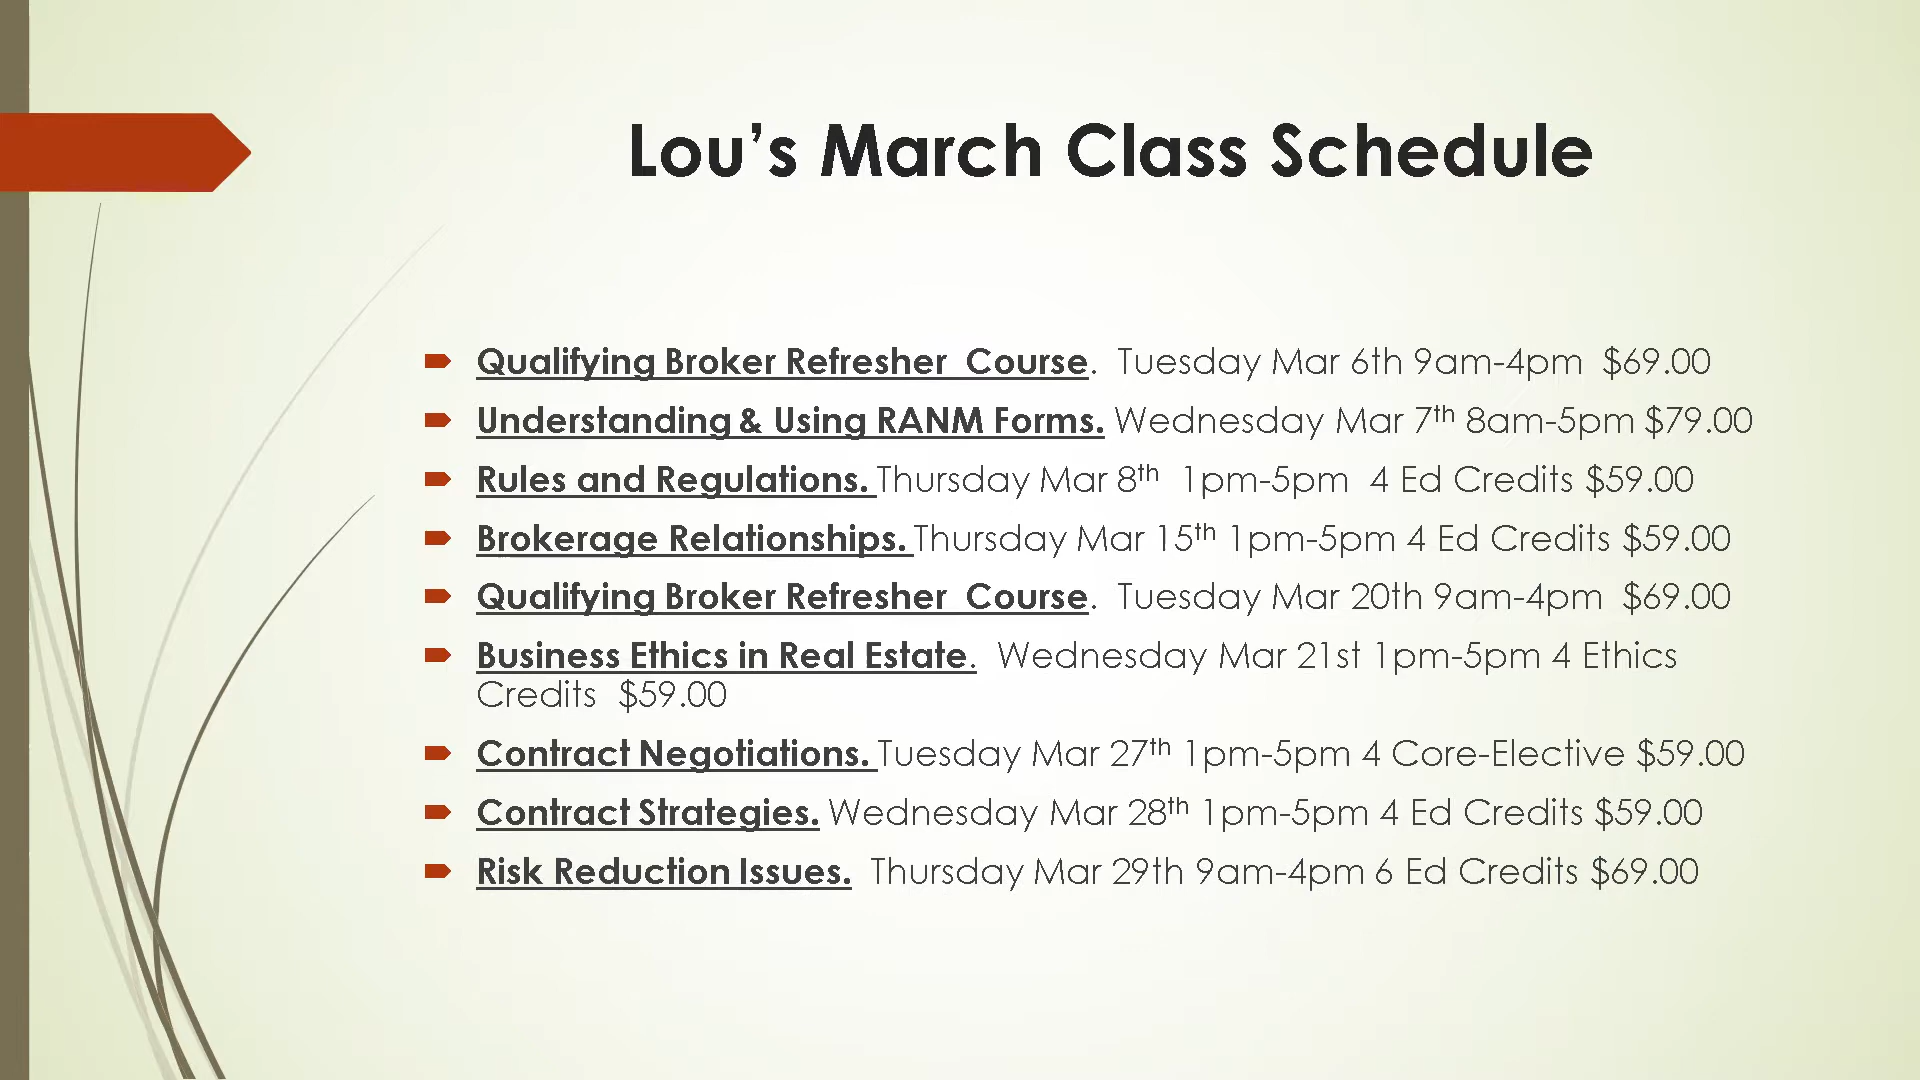 Lou’s March Class Schedule
Qualifying Broker Refresher  Course.  Tuesday Mar 6th 9am-4pm  $69.00
Understanding & Using RANM Forms. Wednesday Mar 7th 8am-5pm $79.00
Rules and Regulations. Thursday Mar 8th  1pm-5pm  4 Ed Credits $59.00
Brokerage Relationships. Thursday Mar 15th 1pm-5pm 4 Ed Credits $59.00
Qualifying Broker Refresher  Course.  Tuesday Mar 20th 9am-4pm  $69.00
Business Ethics in Real Estate.  Wednesday Mar 21st 1pm-5pm 4 Ethics
Credits  $59.00
Contract Negotiations. Tuesday Mar 27th 1pm-5pm 4 Core-Elective $59.00
Contract Strategies. Wednesday Mar 28th 1pm-5pm 4 Ed Credits $59.00
Risk Reduction Issues.  Thursday Mar 29th 9am-4pm 6 Ed Credits $69.00